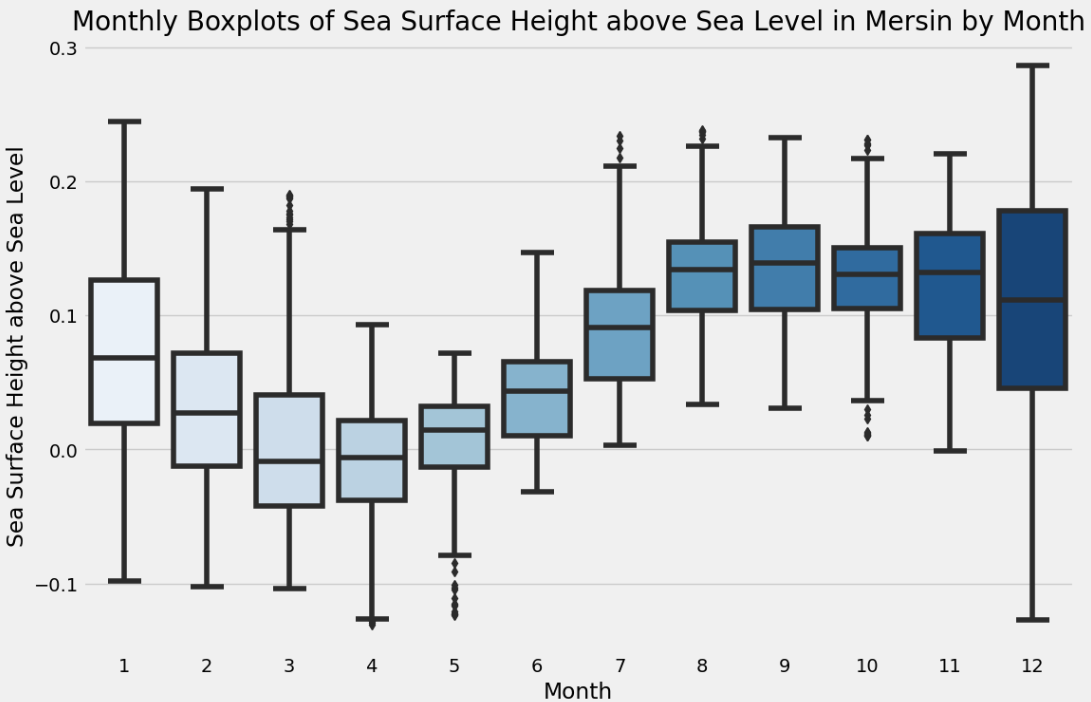 Monthly Boxplots of Sea Surface Height above Sea Level in Mersin by Month
Sea Surface Height above Sea Level
0.3
0.2
0.1
0.0
−0.1
1 2 3 4 5 6 7 8 9 10 11 12
Month